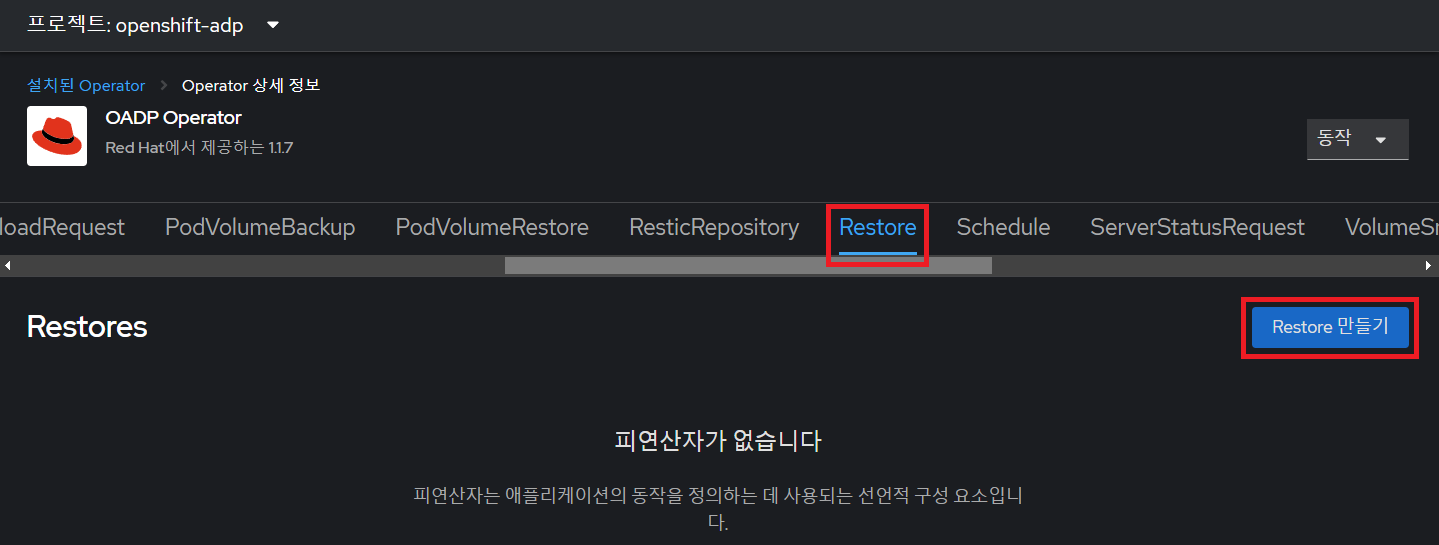 프로젝트: openshift-adp
설치된 Operator > Operator 상세 정보
OADP Operator
Red Hat에서 제공하는 1.1.7
동작
loadRequest PodVolumeBackup PodVolumeRestore ResticRepository Restore Schedule ServerStatusRequest VolumeSn
Restores
Restore 만들기
피연산자가 없습니다
피연산자는 애플리케이션의 동작을 정의하는 데 사용되는 선언적 구성 요소입니
다.